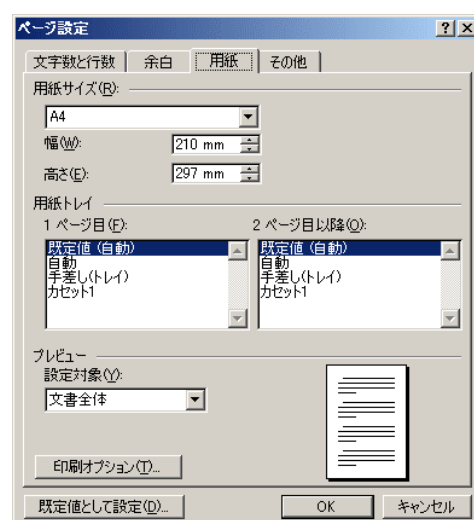 ページ設定
文字数と行数 余白 用紙 その他
用紙サイズ(R):
A4
幅(W): 210 mm
高さ(E): 297 mm
用紙トレイ
1 ページ目(F): 2 ページ目以降(O):
既定値 (自動) 既定値 (自動)
自動 自動
手差し(トレイ) 手差し(トレイ)
カセット1 カセット1
プレビュー
設定対象(Y):
文書全体
印刷オプション(T)...
既定値として設定(D)... OK キャンセル